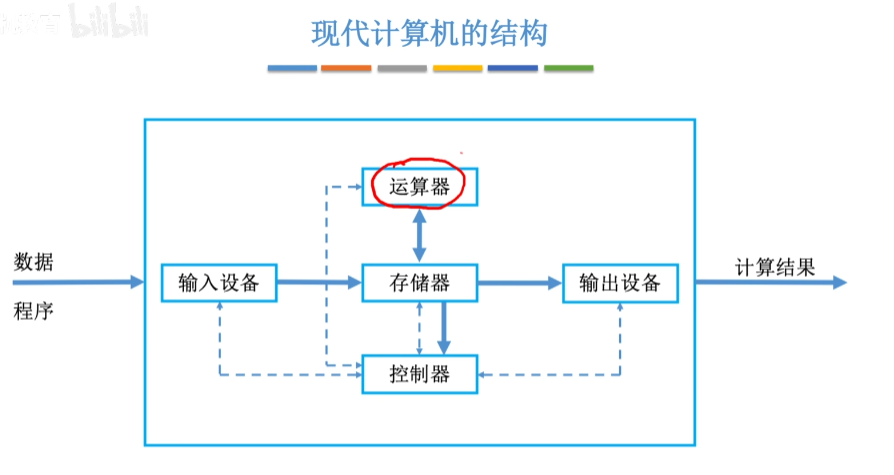 bilibili
现代计算机的结构
运算器
数据
程序
输入设备
存储器
输出设备
计算结果
控制器